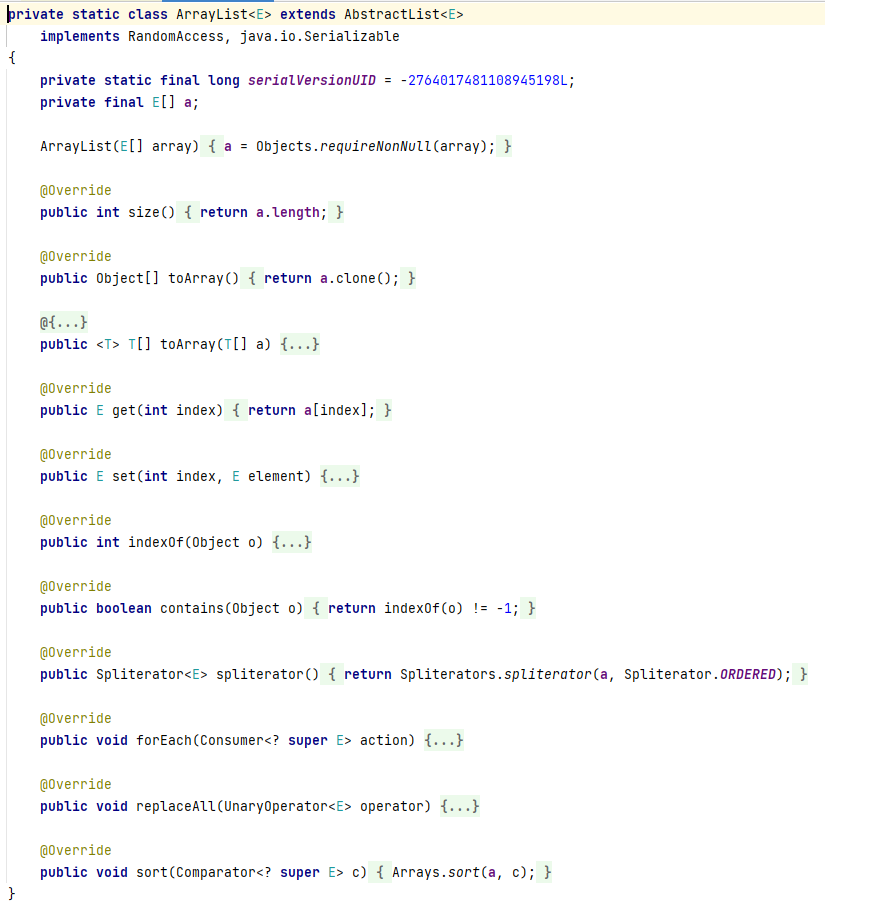 private static class ArrayList<E> extends AbstractList<E>
    implements RandomAccess, java.io.Serializable
{
    private static final long serialVersionUID = -2764017481108945198L;
    private final E[] a;
    ArrayList(E[] array) { a = Objects.requireNonNull(array); }
    @Override
    public int size() { return a.length; }
    @Override
    public Object[] toArray() { return a.clone(); }
    @{...}
    public <T> T[] toArray(T[] a) {...}
    @Override
    public E get(int index) { return a[index]; }
    @Override
    public E set(int index, E element) {...}
    @Override
    public int indexOf(Object o) {...}
    @Override
    public boolean contains(Object o) { return indexOf(o) != -1; }
    @Override
    public Spliterator<E> spliterator() { return Spliterators.spliterator(a, Spliterator.ORDERED); }
    @Override
    public void forEach(Consumer<? super E> action) {...}
    @Override
    public void replaceAll(UnaryOperator<E> operator) {...}
    @Override
    public void sort(Comparator<? super E> c) { Arrays.sort(a, c); }
}